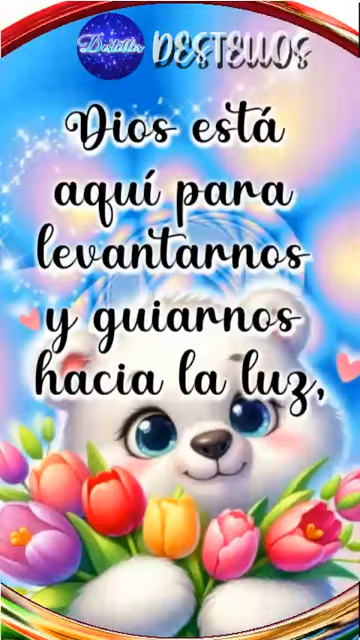 Destellos DESTELLOS
Dios está
aquí para
levantarnos
y guiarnos
hacia la luz,